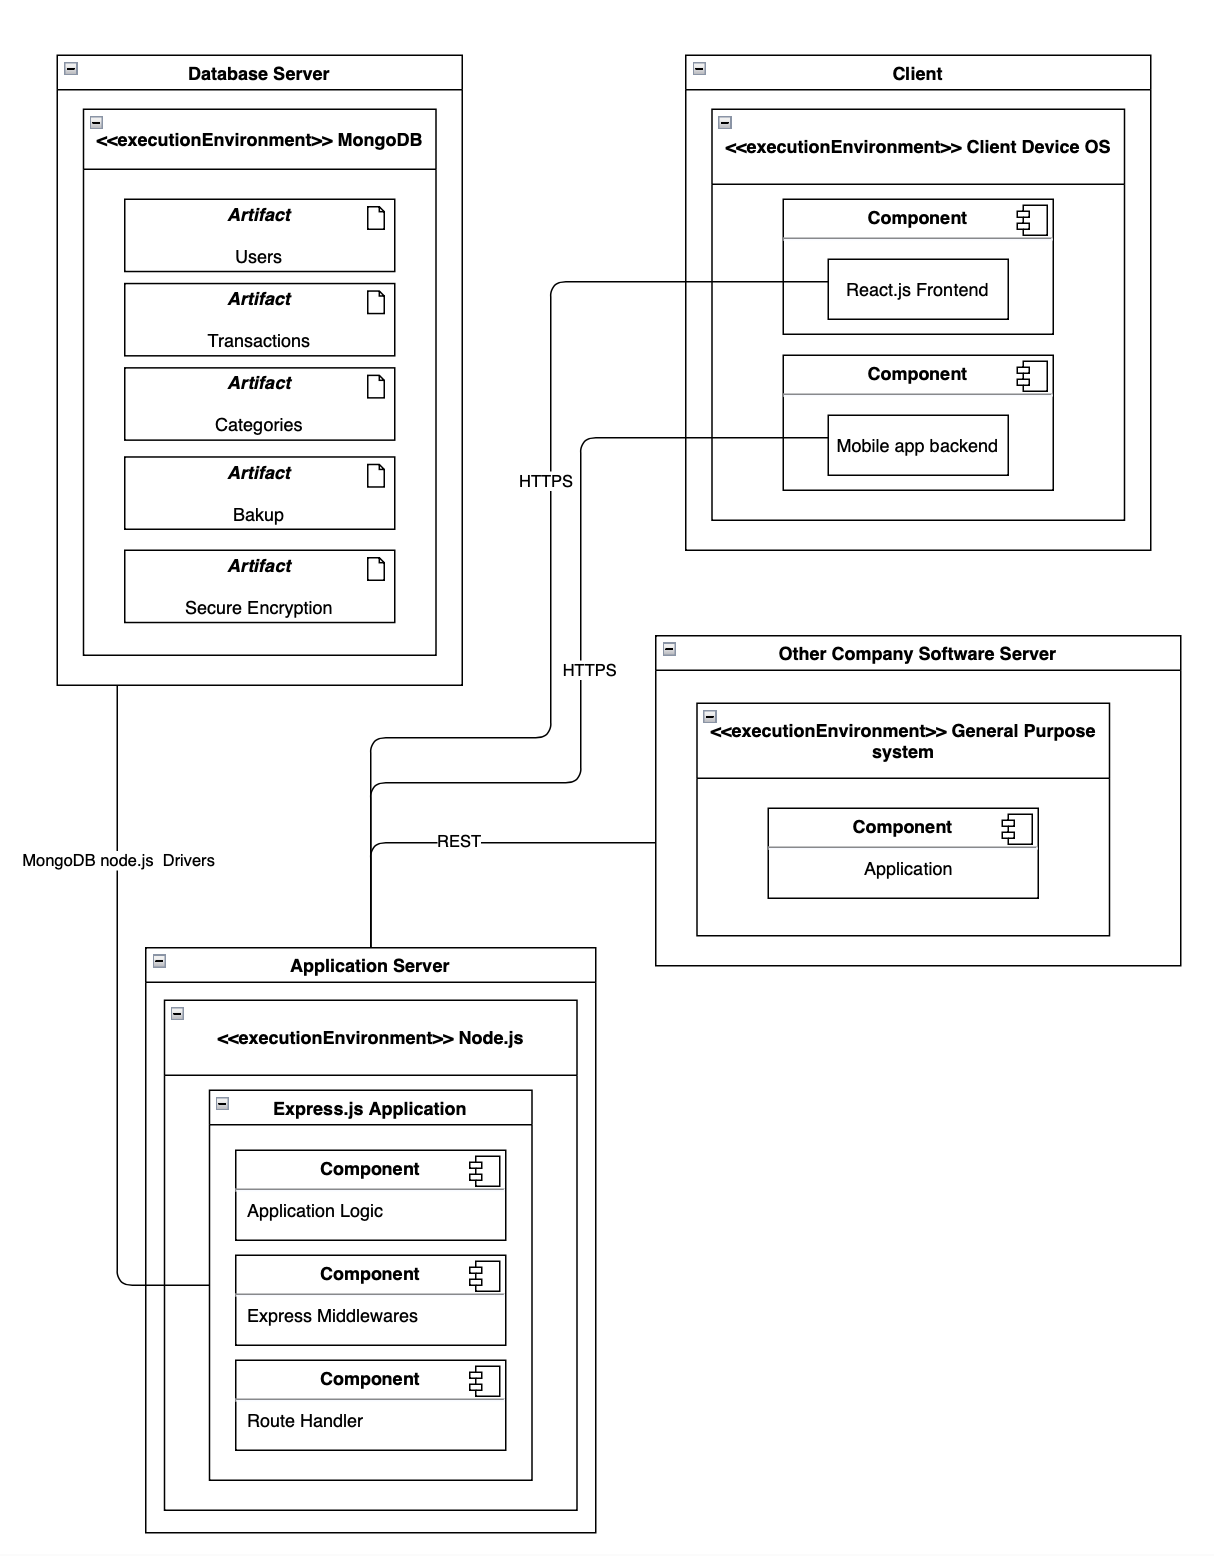 Database Server
<<executionEnvironment>> MongoDB
Artifact
Users
Artifact
Transactions
Artifact
Categories
Artifact
Bakup
Artifact
Secure Encryption
Client
<<executionEnvironment>> Client Device OS
Component
React.js Frontend
Component
Mobile app backend
HTTPS
HTTPS
Other Company Software Server
<<executionEnvironment>> General Purpose
system
Component
Application
REST
MongoDB node.js  Drivers
Application Server
<<executionEnvironment>> Node.js
Express.js Application
Component
Application Logic
Component
Express Middlewares
Component
Route Handler